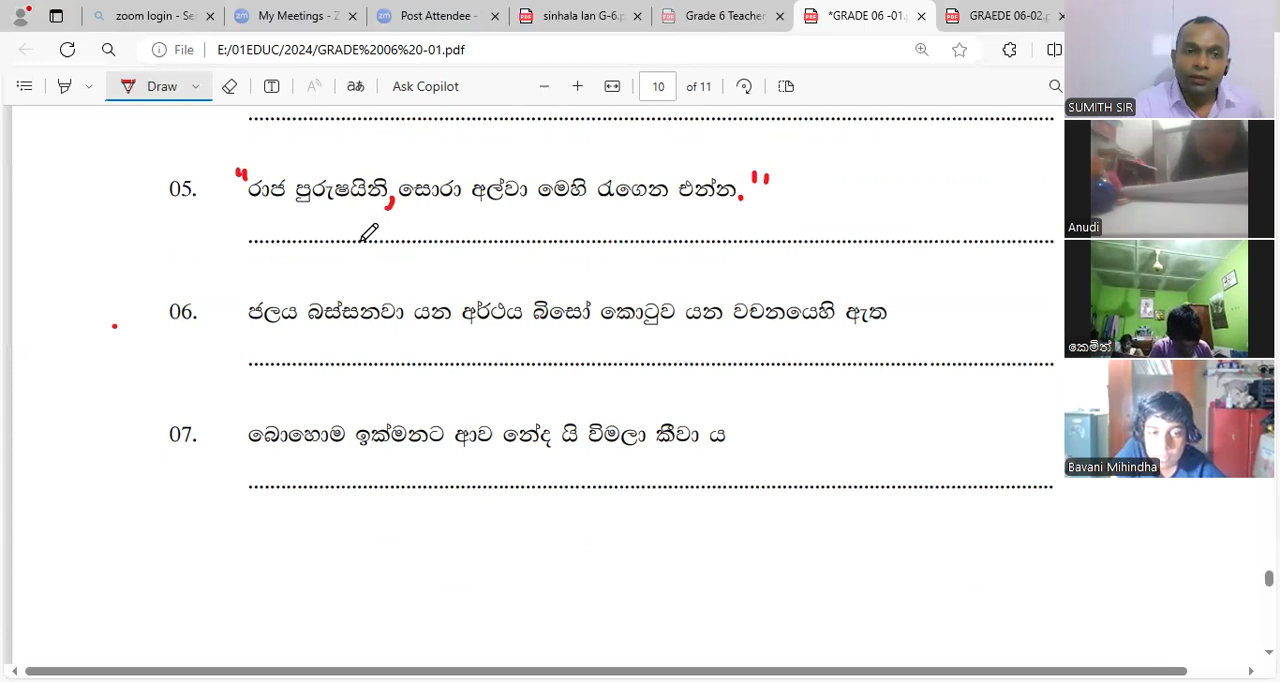 zoom login - Se
My Meetings - Z
Post Attendee -
sinhala lan G-6.p
Grade 6 Teacher
*GRADE 06 -01.p
GRAEDE 06-02.p
File E:/01EDUC/2024/GRADE%2006%20-01.pdf
Draw
Ask Copilot
10 of 11
05. "රාජ පුරුෂයිනි, සොරා අල්වා මෙහි රැගෙන එන්න."
06. ජලය බස්සනවා යන අර්ථය බිසෝ කොටුව යන වචනයෙහි ඇත
07. බොහොම ඉක්මනට ආව නේද යි විමලා කීවා ය
SUMITH SIR
Anudi
කෙමින්
Bavani Mihindha